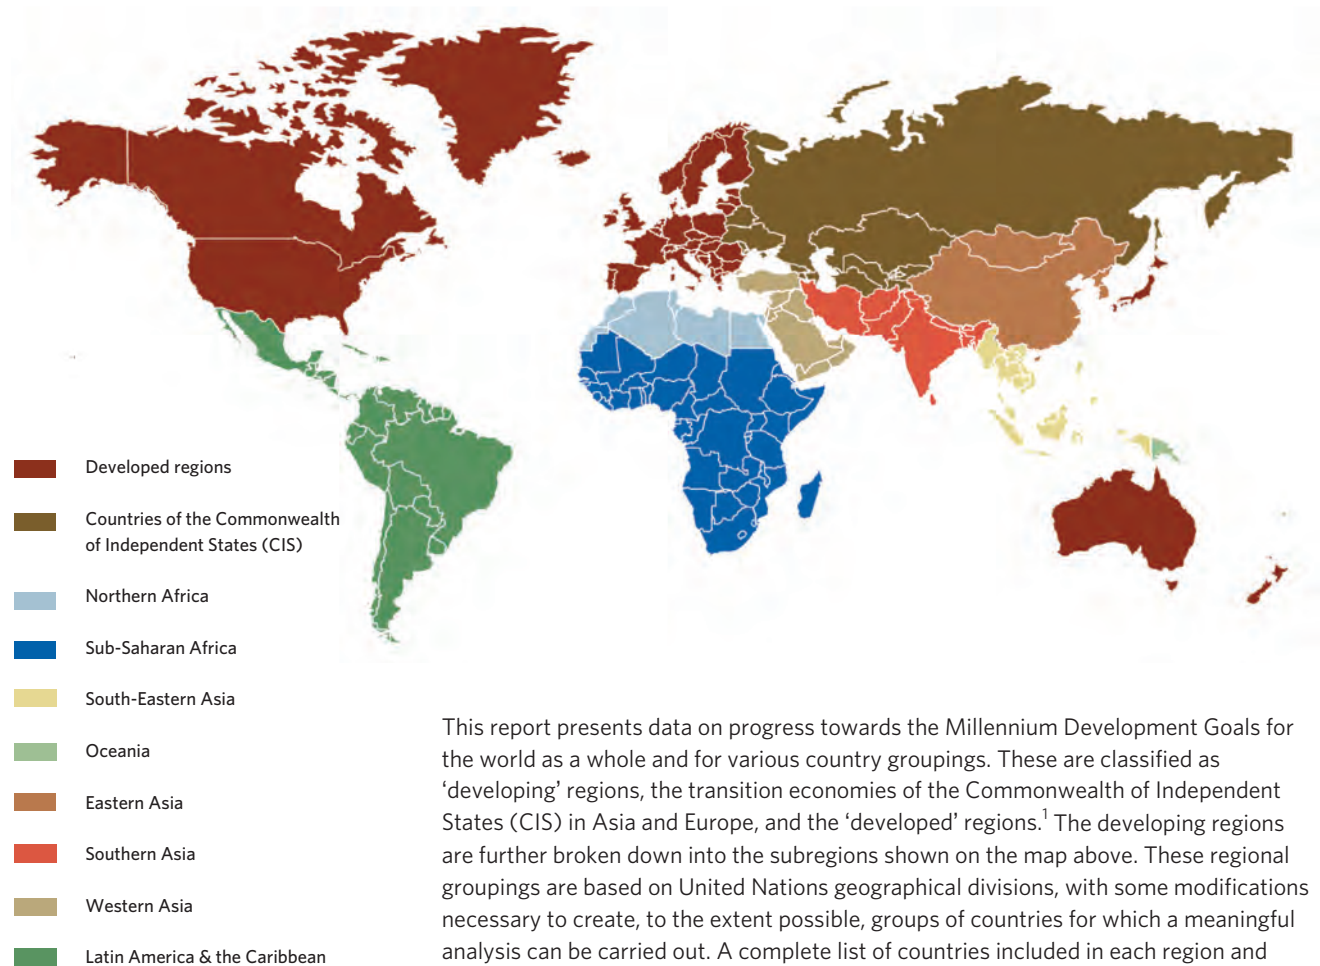 Developed regions
Countries of the Commonwealth
of Independent States (CIS)
Northern Africa
Sub-Saharan Africa
South-Eastern Asia
Oceania
Eastern Asia
Southern Asia
Western Asia
Latin America & the Caribbean
This report presents data on progress towards the Millennium Development Goals for
the world as a whole and for various country groupings. These are classified as
‘developing’ regions, the transition economies of the Commonwealth of Independent
States (CIS) in Asia and Europe, and the ‘developed’ regions.1 The developing regions
are further broken down into the subregions shown on the map above. These regional
groupings are based on United Nations geographical divisions, with some modifications
necessary to create, to the extent possible, groups of countries for which a meaningful
analysis can be carried out. A complete list of countries included in each region and